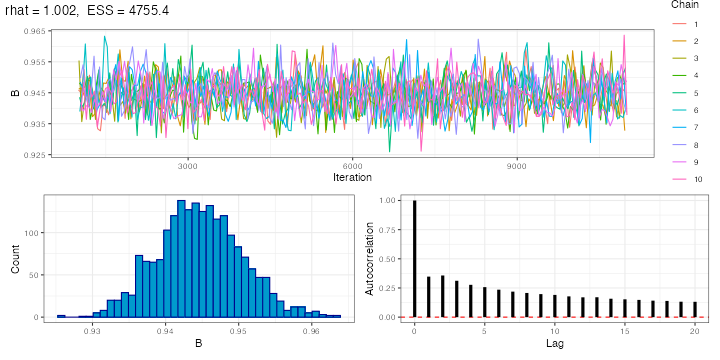 rhat = 1.002, ESS = 4755.4
Chain
1
2
3
4
5
6
7
8
9
10
0.965
0.955
0.945
0.935
0.925
B
3000 6000 9000
Iteration
100
50
0
Count
0.93 0.94 0.95 0.96
B
1.00
0.75
0.50
0.25
0.00
Autocorrelation
0 5 10 15 20
Lag